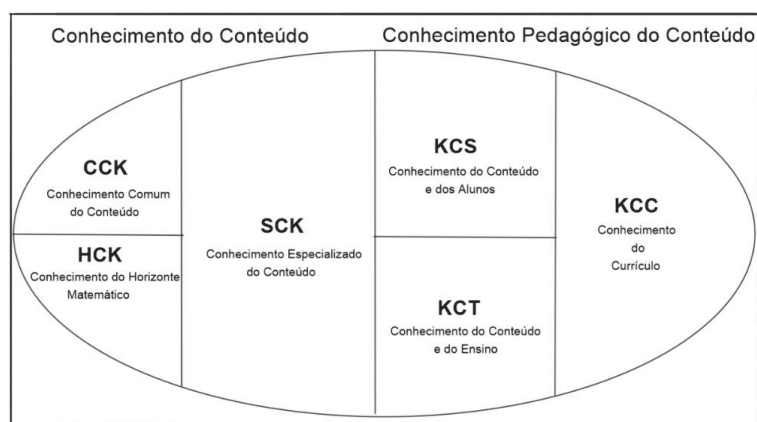 Conhecimento do Conteúdo
Conhecimento Pedagógico do Conteúdo
CCK
Conhecimento Comum
do Conteúdo
HCK
Conhecimento do Horizonte
Matemático
SCK
Conhecimento Especializado
do Conteúdo
KCS
Conhecimento do Conteúdo
e dos Alunos
KCT
Conhecimento do Conteúdo
e do Ensino
KCC
Conhecimento
do
Currículo